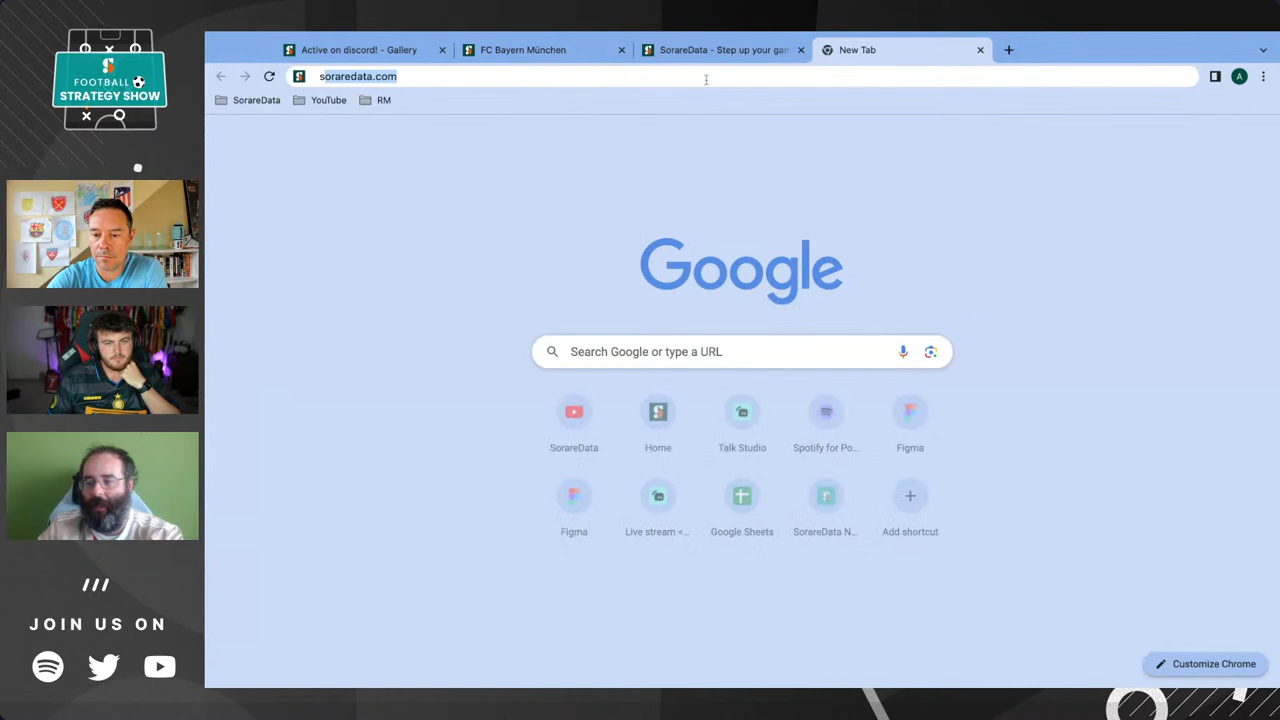 FOOTBALL
STRATEGY SHOW
JOIN US ON
Active on discord! - Gallery
FC Bayern München
SorareData - Step up your gam
New Tab
soraredata.com
A
SorareData
YouTube
RM
Google
Search Google or type a URL
SorareData
Home
Talk Studio
Spotify for Po...
Figma
Figma
Live stream <...
Google Sheets
SorareData N...
Add shortcut
Customize Chrome